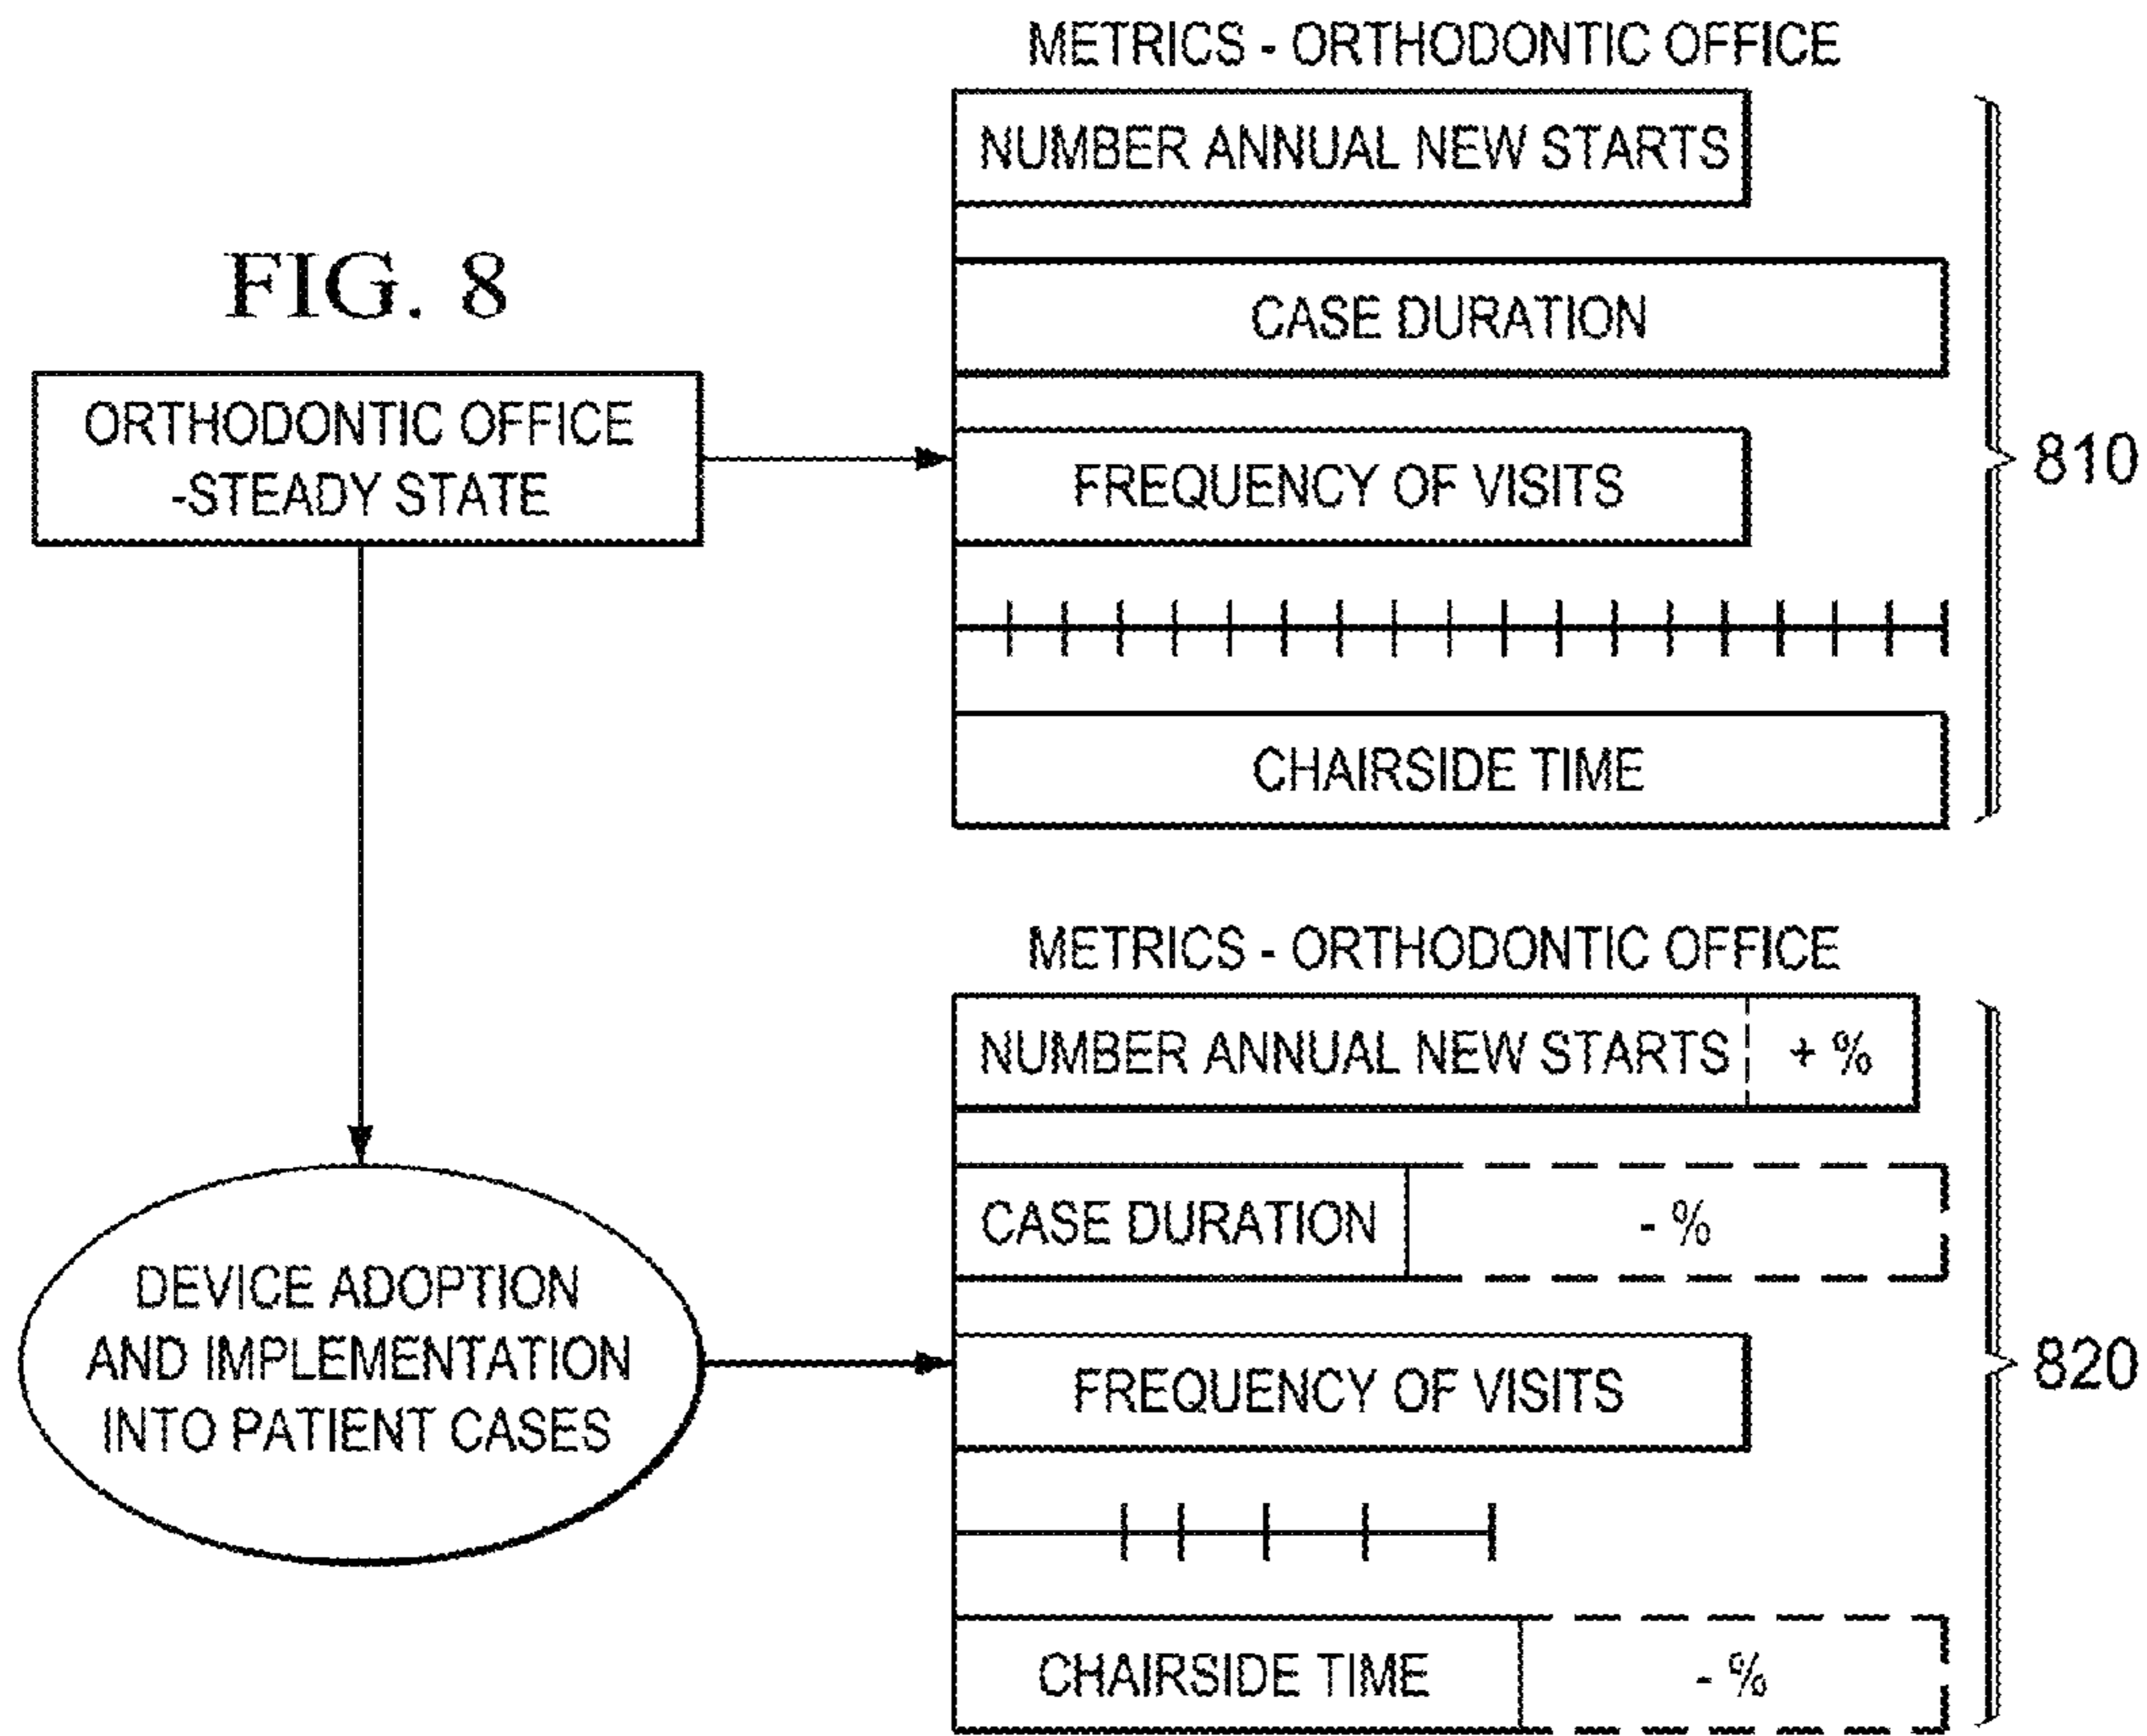 METRICS - ORTHODONTIC OFFICE
NUMBER ANNUAL NEW STARTS
FIG. 8
CASE DURATION
ORTHODONTIC OFFICE
-STEADY STATE
FREQUENCY OF VISITS
810
CHAIRSIDE TIME
METRICS - ORTHODONTIC OFFICE
NUMBER ANNUAL NEW STARTS + %
CASE DURATION - %
DEVICE ADOPTION
AND IMPLEMENTATION
INTO PATIENT CASES
FREQUENCY OF VISITS
820
CHAIRSIDE TIME - %